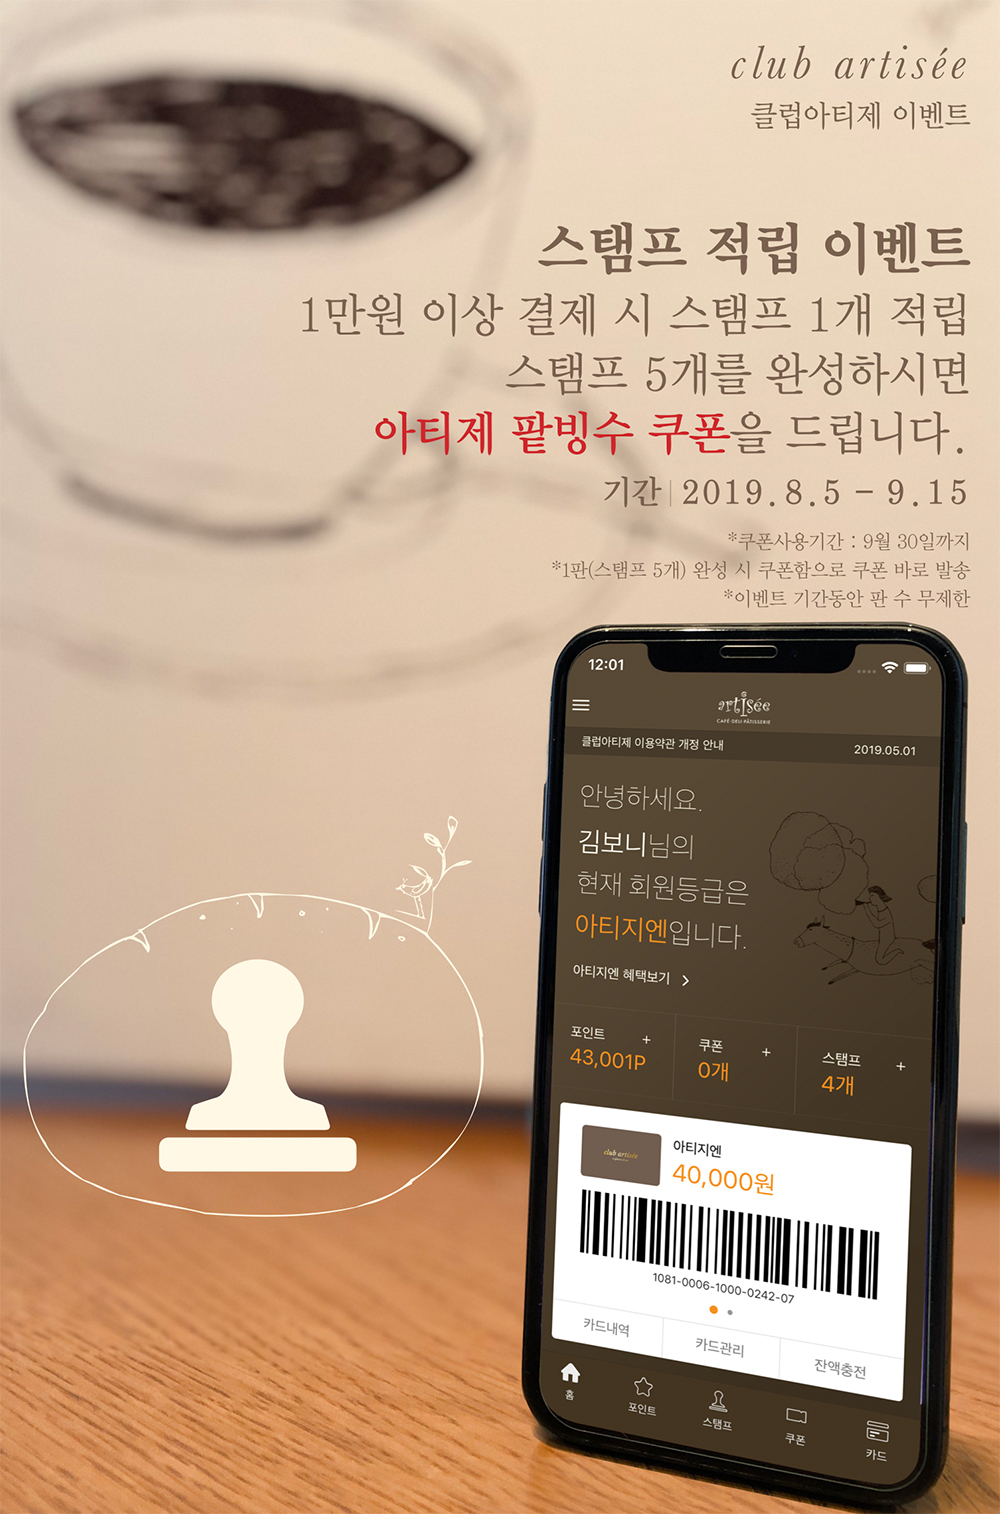 club artisée
클럽아티제 이벤트
스탬프 적립 이벤트
1만원 이상 결제 시 스탬프 1개 적립
스탬프 5개를 완성하시면
아티제 팥빙수 쿠폰을 드립니다.
기간 | 2019.8.5 - 9.15
*쿠폰사용기간 : 9월 30일까지
*1판(스탬프 5개) 완성 시 쿠폰함으로 쿠폰 바로 발송
*이벤트 기간동안 판 수 무제한
12:01
artisée
CAFÉ·DELI·PÂTISSERIE
클럽아티제 이용약관 개정 안내 2019.05.01
안녕하세요.
김보니님의
현재 회원등급은
아티지엔입니다.
아티지엔 혜택보기 >
포인트 + 쿠폰 + 스탬프 +
43,001P 0개 4개
club artisée
아티지엔
40,000원
1081-0006-1000-0242-07
카드내역 카드관리 잔액충전
홈 포인트 스탬프 쿠폰 카드